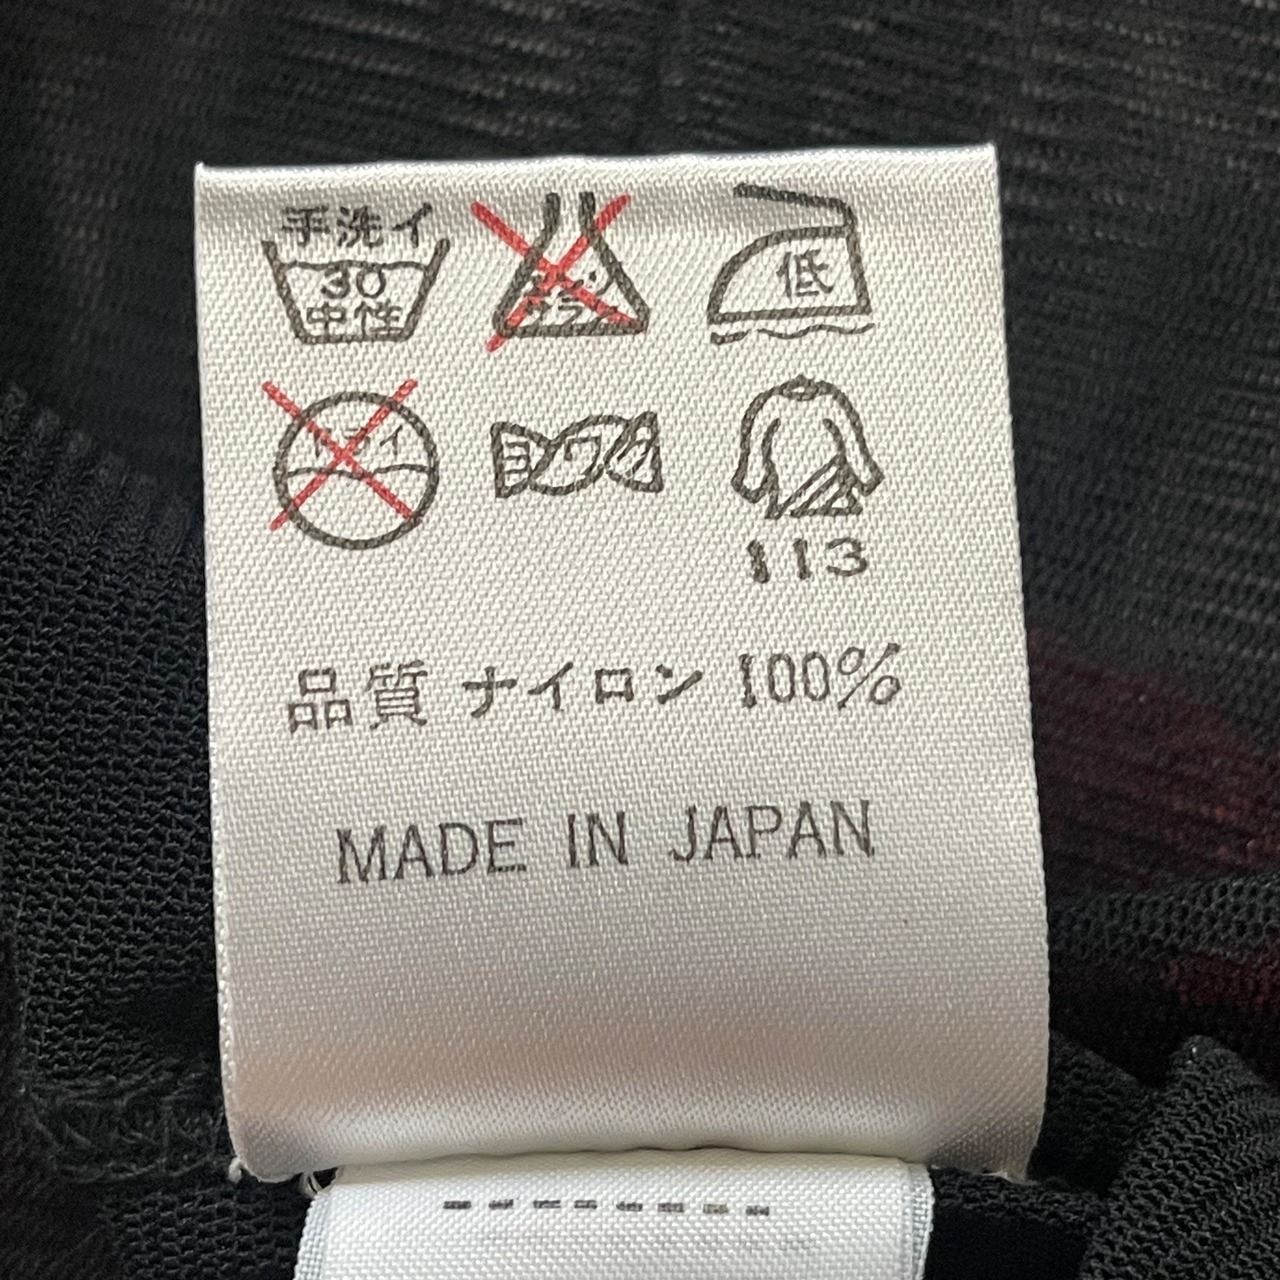 手洗イ
30
中性
低
113
品質 ナイロン 100%
MADE IN JAPAN